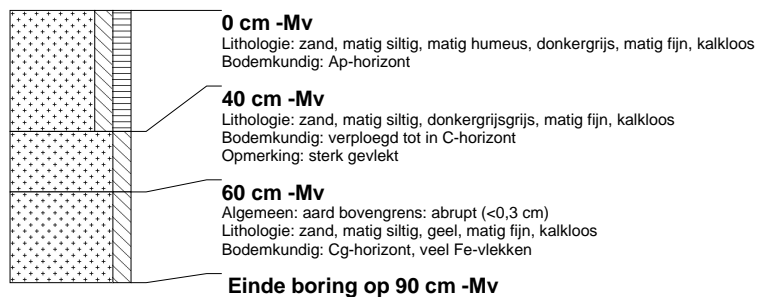 0 cm -Mv
Lithologie: zand, matig siltig, matig humeus, donkergrijs, matig fijn, kalkloos
Bodemkundig: Ap-horizont
40 cm -Mv
Lithologie: zand, matig siltig, donkergrijsgrijs, matig fijn, kalkloos
Bodemkundig: verploegd tot in C-horizont
Opmerking: sterk gevlekt
60 cm -Mv
Algemeen: aard bovengrens: abrupt (<0,3 cm)
Lithologie: zand, matig siltig, geel, matig fijn, kalkloos
Bodemkundig: Cg-horizont, veel Fe-vlekken
Einde boring op 90 cm -Mv